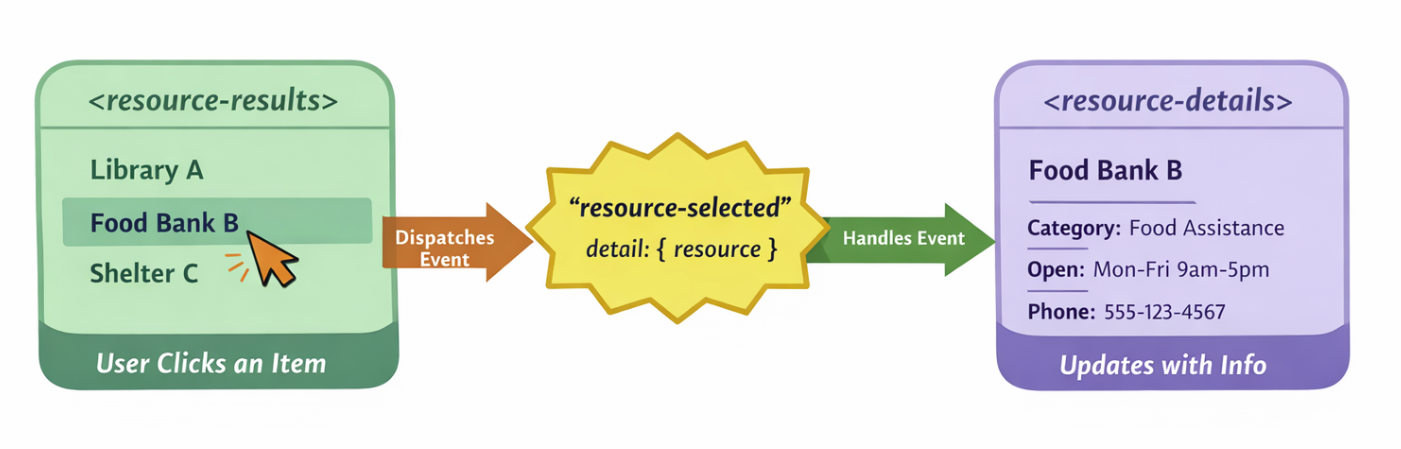 <resource-results>
Library A
Food Bank B
Shelter C
User Clicks an Item
Dispatches
Event
“resource-selected”
detail: { resource }
Handles Event
<resource-details>
Food Bank B
Category: Food Assistance
Open: Mon-Fri 9am-5pm
Phone: 555-123-4567
Updates with Info